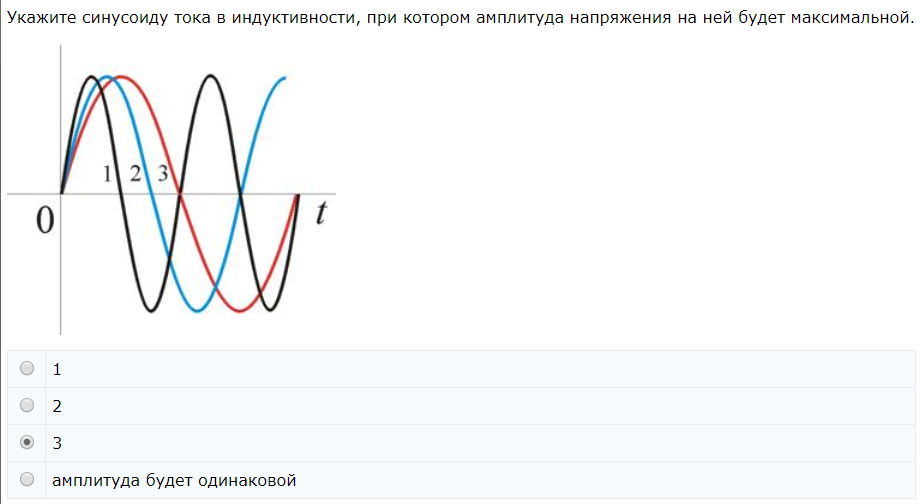 Укажите синусоиду тока в индуктивности, при котором амплитуда напряжения на ней будет максимальной.
1 2 3
0 t
1
2
3
амплитуда будет одинаковой